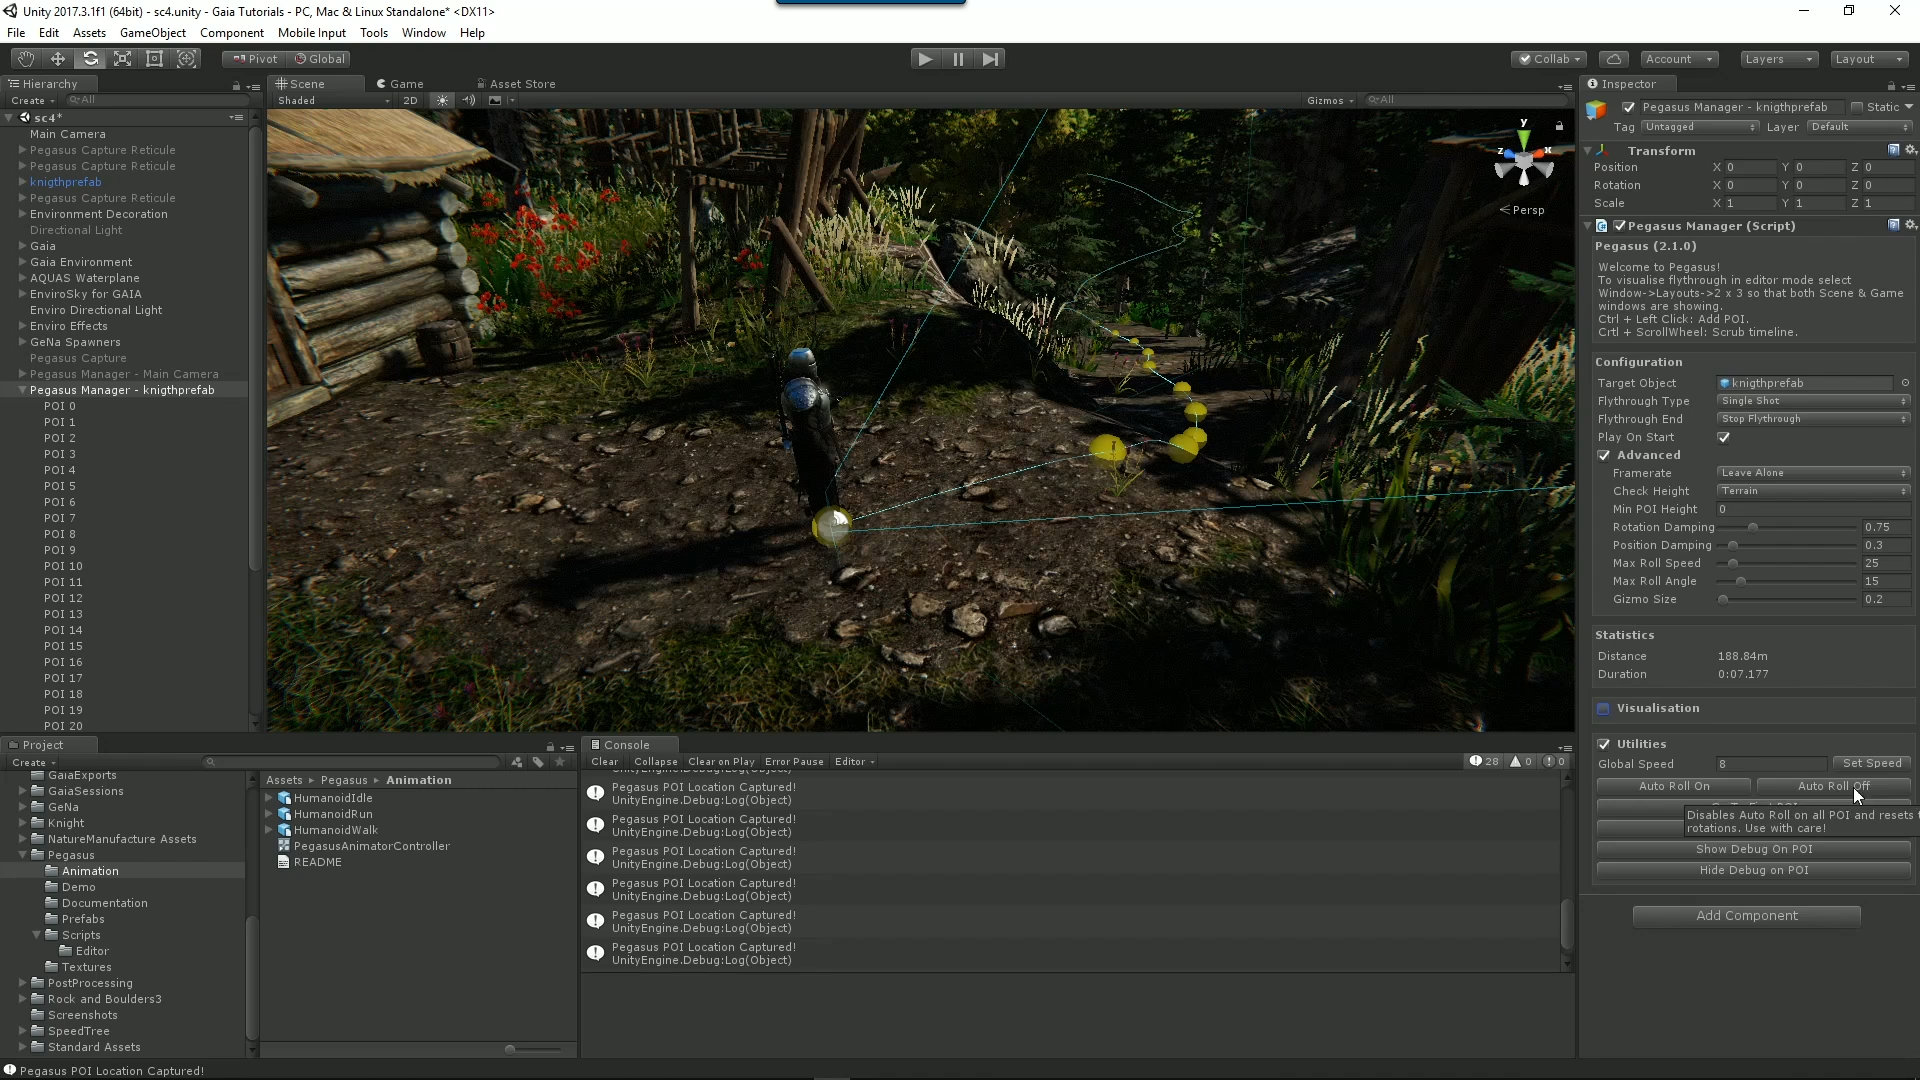 Unity 2017.3.1f1 (64bit) - sc4.unity - Gaia Tutorials - PC, Mac & Linux Standalone* <DX11>
File Edit Assets GameObject Component Mobile Input Tools Window Help
Pivot Global Collab Account Layers Layout
Hierarchy
Create All
sc4*
Main Camera
Pegasus Capture Reticule
Pegasus Capture Reticule
knigthprefab
Pegasus Capture Reticule
Environment Decoration
Directional Light
Gaia
Gaia Environment
AQUAS Waterplane
EnviroSky for GAIA
Enviro Directional Light
Enviro Effects
GeNa Spawners
Pegasus Capture
Pegasus Manager - Main Camera
Pegasus Manager - knigthprefab
POI 0
POI 1
POI 2
POI 3
POI 4
POI 5
POI 6
POI 7
POI 8
POI 9
POI 10
POI 11
POI 12
POI 13
POI 14
POI 15
POI 16
POI 17
POI 18
POI 19
POI 20
Scene Game Asset Store
Shaded 2D Gizmos All
y
z x
Persp
Inspector
Pegasus Manager - knigthprefab Static
Tag Untagged Layer Default
Transform
Position X 0 Y 0 Z 0
Rotation X 0 Y 0 Z 0
Scale X 1 Y 1 Z 1
Pegasus Manager (Script)
Pegasus (2.1.0)
Welcome to Pegasus!
To visualise flythrough in editor mode select
Window->Layouts->2 x 3 so that both Scene & Game
windows are showing.
Ctrl + Left Click: Add POI.
Crtl + ScrollWheel: Scrub timeline.
Configuration
Target Object knigthprefab
Flythrough Type Single Shot
Flythrough End Stop Flythrough
Play On Start
Advanced
Framerate Leave Alone
Check Height Terrain
Min POI Height 0
Rotation Damping 0.75
Position Damping 0.3
Max Roll Speed 25
Max Roll Angle 15
Gizmo Size 0.2
Statistics
Distance 188.84m
Duration 0:07.177
Visualisation
Utilities
Global Speed 8 Set Speed
Auto Roll On Auto Roll Off
Disables Auto Roll on all POI and resets
rotations. Use with care!
Show Debug On POI
Hide Debug on POI
Add Component
Project
Create
GaiaExports
GaiaSessions
GeNa
Knight
NatureManufacture Assets
Pegasus
Animation
Demo
Documentation
Prefabs
Scripts
Editor
Textures
PostProcessing
Rock and Boulders3
Screenshots
SpeedTree
Standard Assets
Assets Pegasus Animation
HumanoidIdle
HumanoidRun
HumanoidWalk
PegasusAnimatorController
README
Console
Clear Collapse Clear on Play Error Pause Editor 28 0 0
UnityEngine.Debug:Log(Object)
Pegasus POI Location Captured!
UnityEngine.Debug:Log(Object)
Pegasus POI Location Captured!
UnityEngine.Debug:Log(Object)
Pegasus POI Location Captured!
UnityEngine.Debug:Log(Object)
Pegasus POI Location Captured!
UnityEngine.Debug:Log(Object)
Pegasus POI Location Captured!
UnityEngine.Debug:Log(Object)
Pegasus POI Location Captured!
UnityEngine.Debug:Log(Object)
Pegasus POI Location Captured!